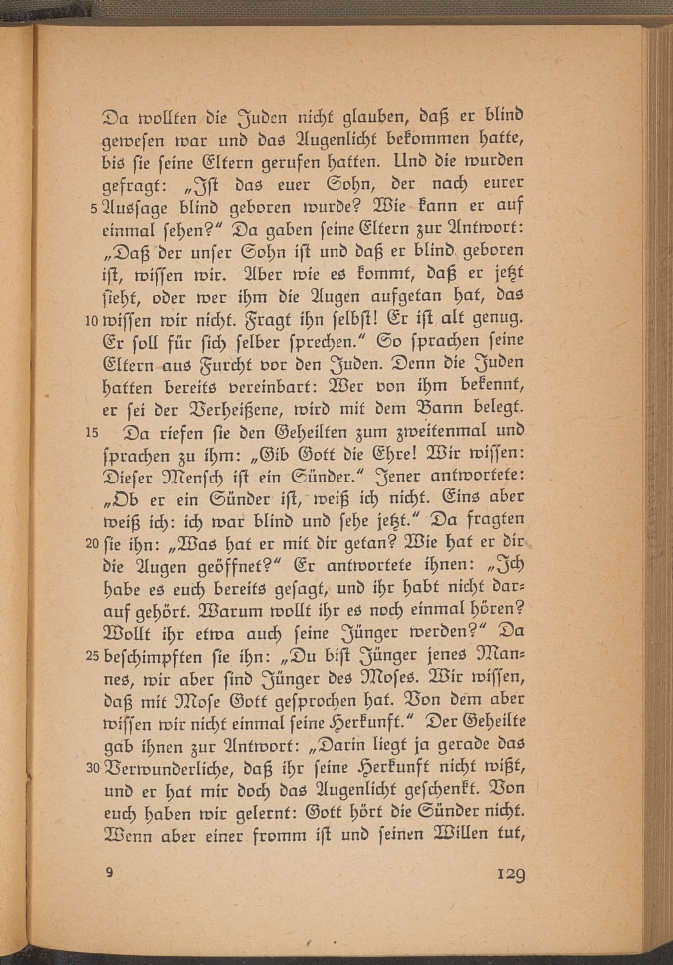 Da wollten die Juden nicht glauben, daß er blind
gewesen war und das Augenlicht bekommen hatte,
bis sie seine Eltern gerufen hatten. Und die wurden
gefragt: „Ist das euer Sohn, der nach eurer
5 Aussage blind geboren wurde? Wie kann er auf
einmal sehen?“ Da gaben seine Eltern zur Antwort:
„Daß der unser Sohn ist und daß er blind geboren
ist, wissen wir. Aber wie es kommt, daß er jetzt
sieht, oder wer ihm die Augen aufgetan hat, das
10 wissen wir nicht. Fragt ihn selbst! Er ist alt genug.
Er soll für sich selber sprechen.“ So sprachen seine
Eltern aus Furcht vor den Juden. Denn die Juden
hatten bereits vereinbart: Wer von ihm bekennt,
er sei der Verheißene, wird mit dem Bann belegt.
15 Da riefen sie den Geheilten zum zweitenmal und
sprachen zu ihm: „Gib Gott die Ehre! Wir wissen:
Dieser Mensch ist ein Sünder.“ Jener antwortete:
„Ob er ein Sünder ist, weiß ich nicht. Eins aber
weiß ich: ich war blind und sehe jetzt.“ Da fragten
20 sie ihn: „Was hat er mit dir getan? Wie hat er dir
die Augen geöffnet?“ Er antwortete ihnen: „Ich
habe es euch bereits gesagt, und ihr habt nicht dar-
auf gehört. Warum wollt ihr es noch einmal hören?
Wollt ihr etwa auch seine Jünger werden?“ Da
25 beschimpften sie ihn: „Du bist Jünger jenes Man-
nes, wir aber sind Jünger des Moses. Wir wissen,
daß mit Mose Gott gesprochen hat. Von dem aber
wissen wir nicht einmal seine Herkunft.“ Der Geheilte
gab ihnen zur Antwort: „Darin liegt ja gerade das
30 Verwunderliche, daß ihr seine Herkunft nicht wißt,
und er hat mir doch das Augenlicht geschenkt. Von
euch haben wir gelernt: Gott hört die Sünder nicht.
Wenn aber einer fromm ist und seinen Willen tut,
9 129